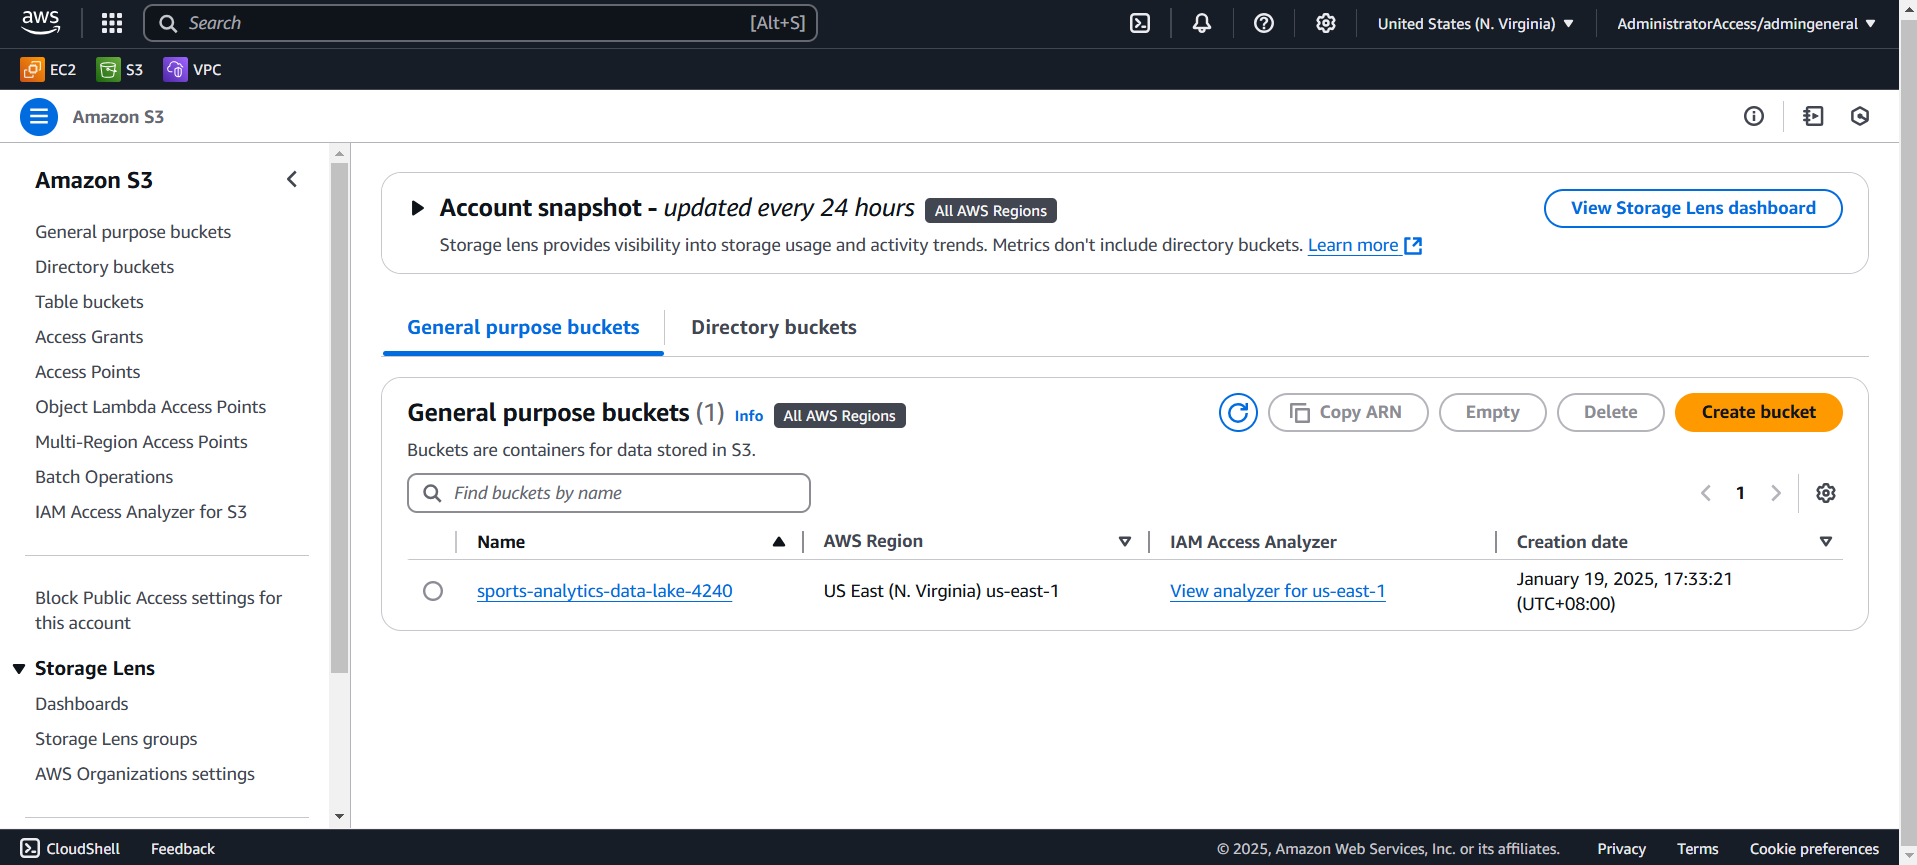 aws
Search [Alt+S]
United States (N. Virginia)
AdministratorAccess/admingeneral
EC2 S3 VPC
Amazon S3
Amazon S3
General purpose buckets
Directory buckets
Table buckets
Access Grants
Access Points
Object Lambda Access Points
Multi-Region Access Points
Batch Operations
IAM Access Analyzer for S3
Block Public Access settings for
this account
Storage Lens
Dashboards
Storage Lens groups
AWS Organizations settings
Account snapshot - updated every 24 hours All AWS Regions
View Storage Lens dashboard
Storage lens provides visibility into storage usage and activity trends. Metrics don't include directory buckets. Learn more
General purpose buckets Directory buckets
General purpose buckets (1) Info All AWS Regions
Copy ARN Empty Delete Create bucket
Buckets are containers for data stored in S3.
Find buckets by name
1
Name AWS Region IAM Access Analyzer Creation date
sports-analytics-data-lake-4240 US East (N. Virginia) us-east-1 View analyzer for us-east-1 January 19, 2025, 17:33:21
(UTC+08:00)
CloudShell Feedback
© 2025, Amazon Web Services, Inc. or its affiliates. Privacy Terms Cookie preferences